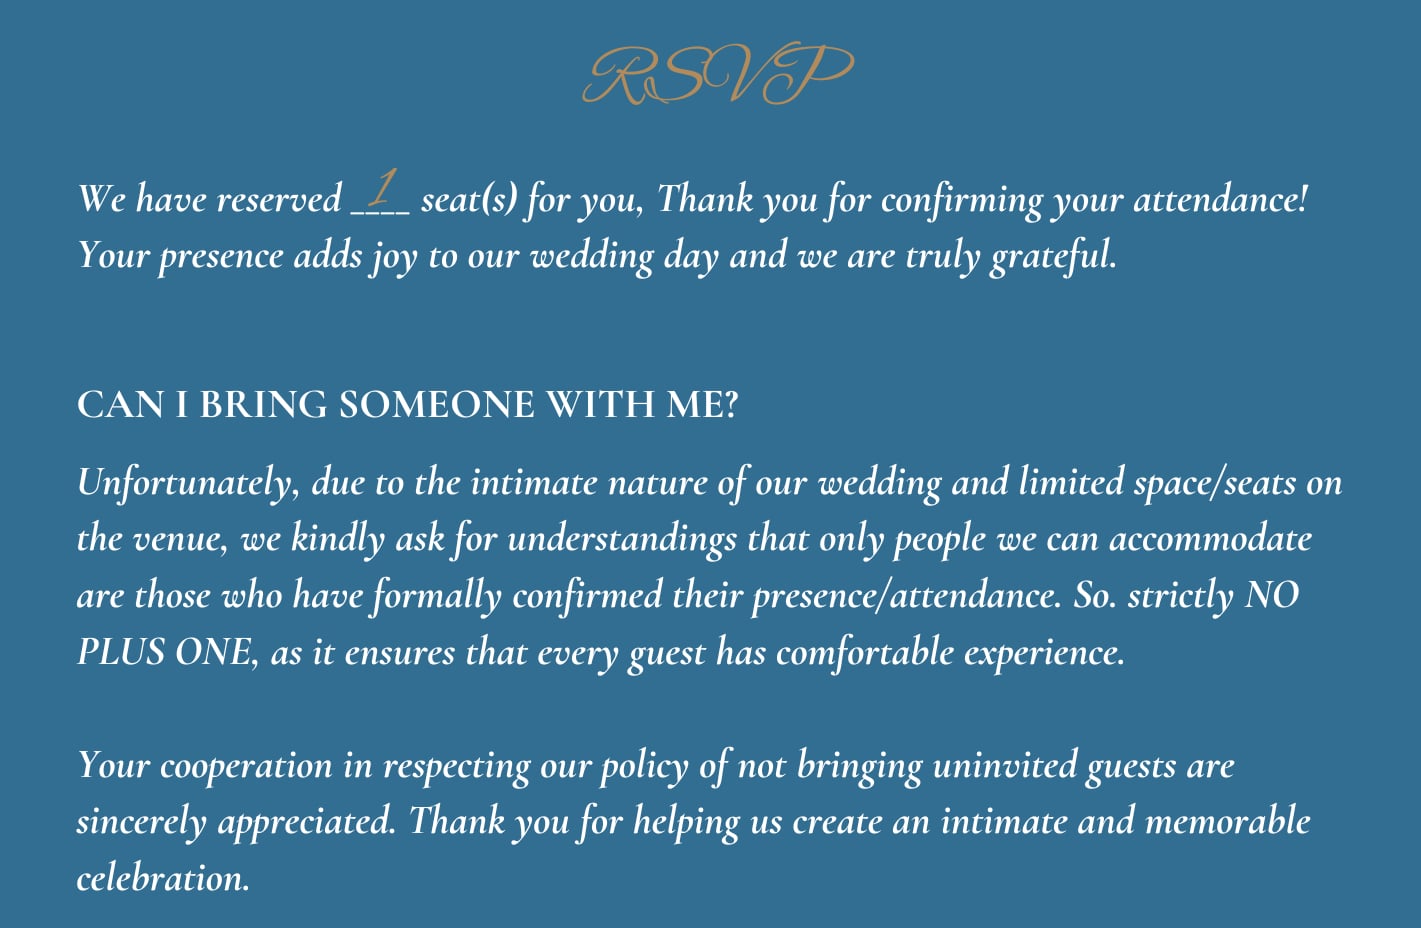 RSVP
We have reserved _1_ seat(s) for you, Thank you for confirming your attendance!
Your presence adds joy to our wedding day and we are truly grateful.
CAN I BRING SOMEONE WITH ME?
Unfortunately, due to the intimate nature of our wedding and limited space/seats on
the venue, we kindly ask for understandings that only people we can accommodate
are those who have formally confirmed their presence/attendance. So. strictly NO
PLUS ONE, as it ensures that every guest has comfortable experience.
Your cooperation in respecting our policy of not bringing uninvited guests are
sincerely appreciated. Thank you for helping us create an intimate and memorable
celebration.